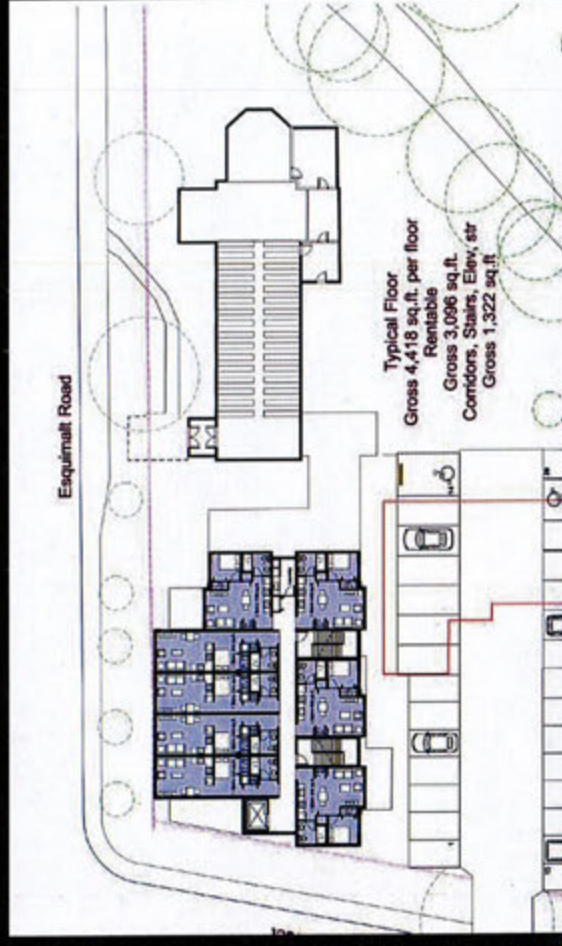 Esquimalt Road
Typical Floor
Gross 4,418 sq.ft. per floor
Rentable
Gross 3,096 sq.ft.
Corridors, Stairs, Elev, str
Gross 1,322 sq.ft